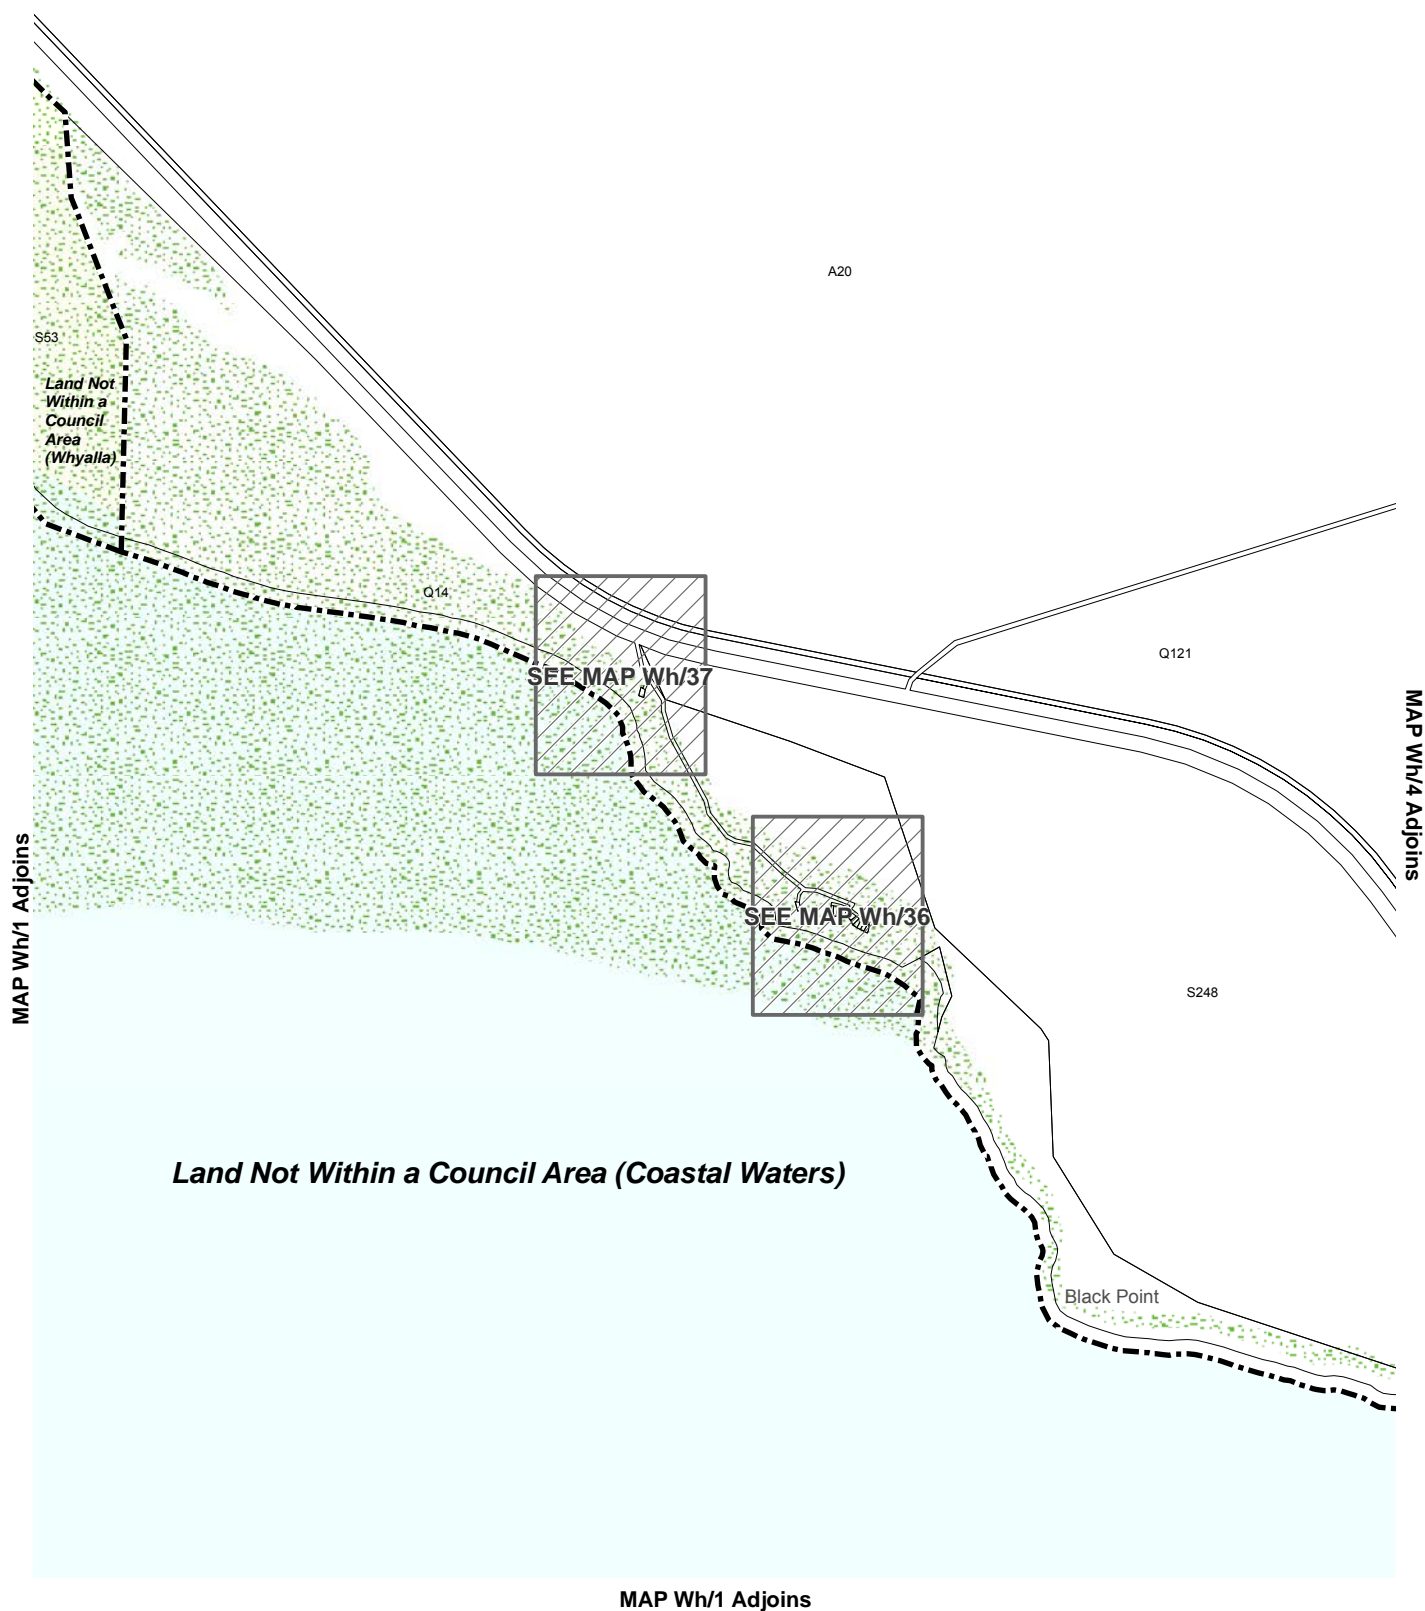 A20
S53
Land Not
Within a
Council
Area
(Whyalla)
Q14
Q121
SEE MAP Wh/37
MAP Wh/4 Adjoins
MAP Wh/1 Adjoins
SEE MAP Wh/36
S248
Land Not Within a Council Area (Coastal Waters)
Black Point
MAP Wh/1 Adjoins